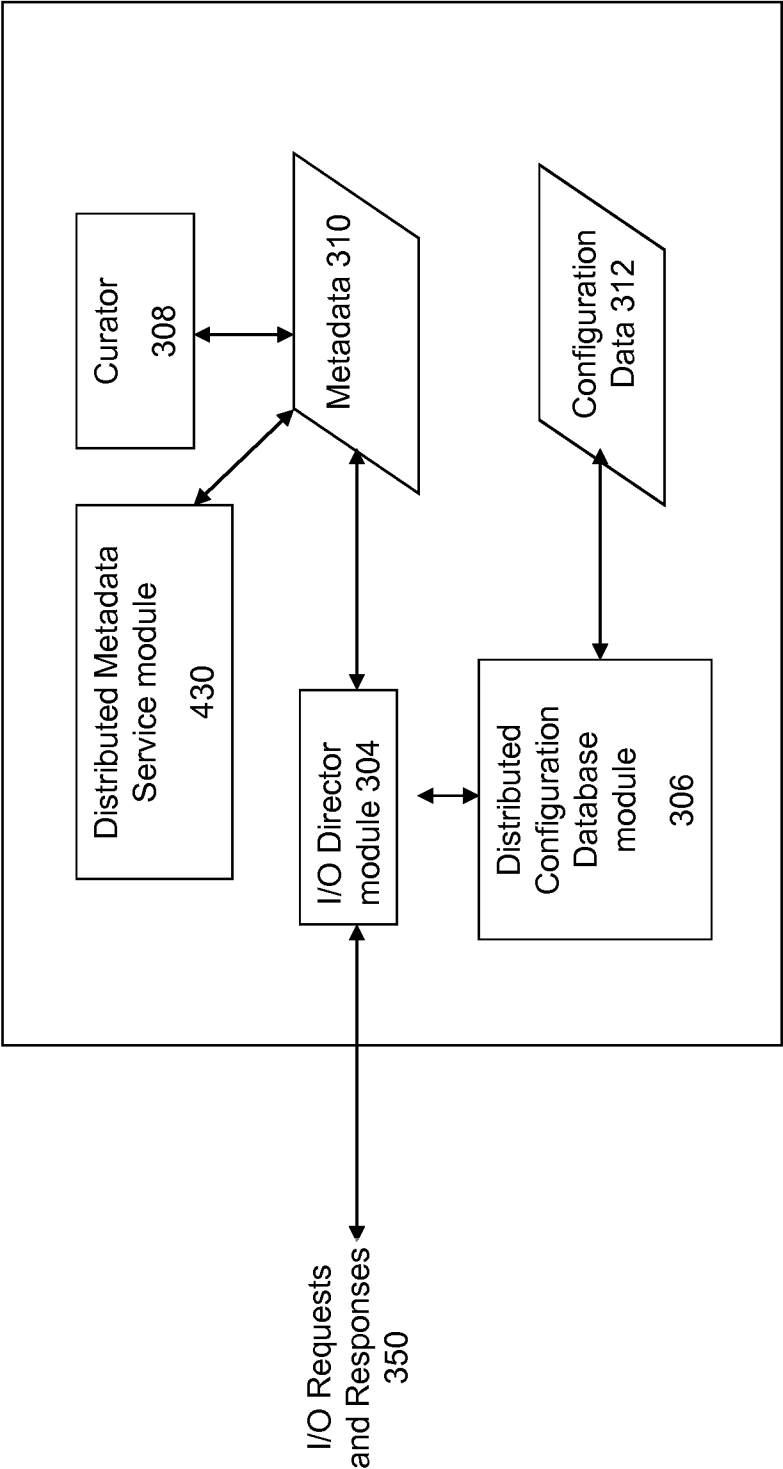 Distributed Metadata
Service module
430
Curator
308
I/O Requests
and Responses
350
I/O Director
module 304
Metadata 310
Distributed
Configuration
Database
module
306
Configuration
Data 312